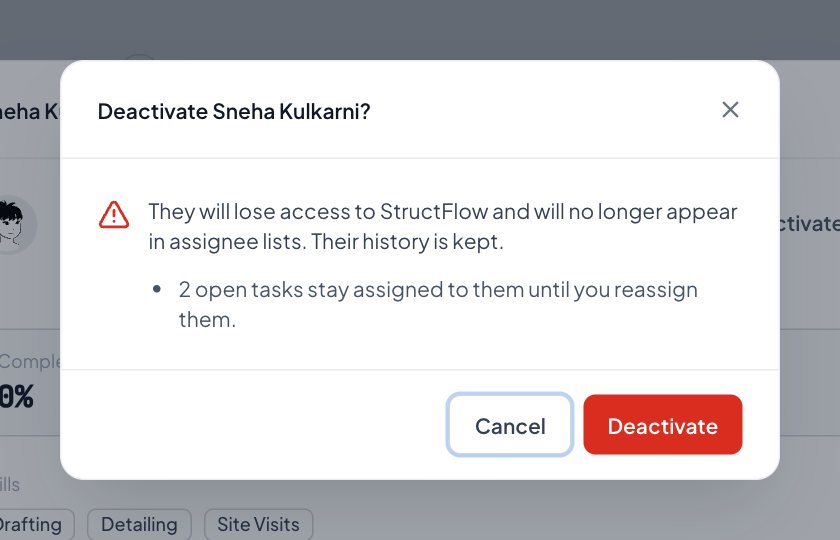 Deactivate Sneha Kulkarni?
They will lose access to StructFlow and will no longer appear
in assignee lists. Their history is kept.
• 2 open tasks stay assigned to them until you reassign
them.
Cancel
Deactivate
0%
Detailing
Site Visits